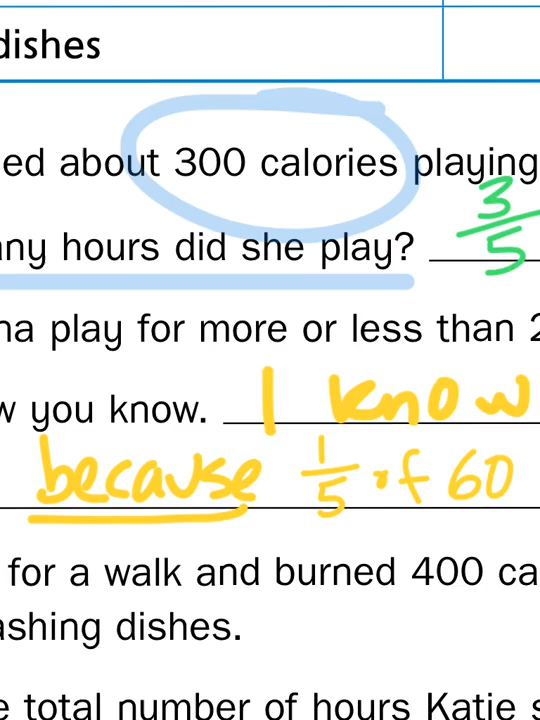 dishes
ed about 300 calories playing
ny hours did she play? 3/5
na play for more or less than 2
w you know. I know
because 1/5 of 60
for a walk and burned 400 ca
ashing dishes.
e total number of hours Katie s